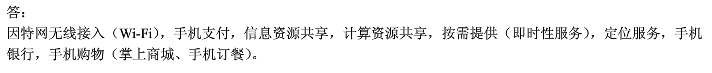 答：
因特网无线接入（Wi-Fi），手机支付，信息资源共享，计算资源共享，按需提供（即时性服务），定位服务，手机
银行，手机购物（掌上商城、手机订餐）。